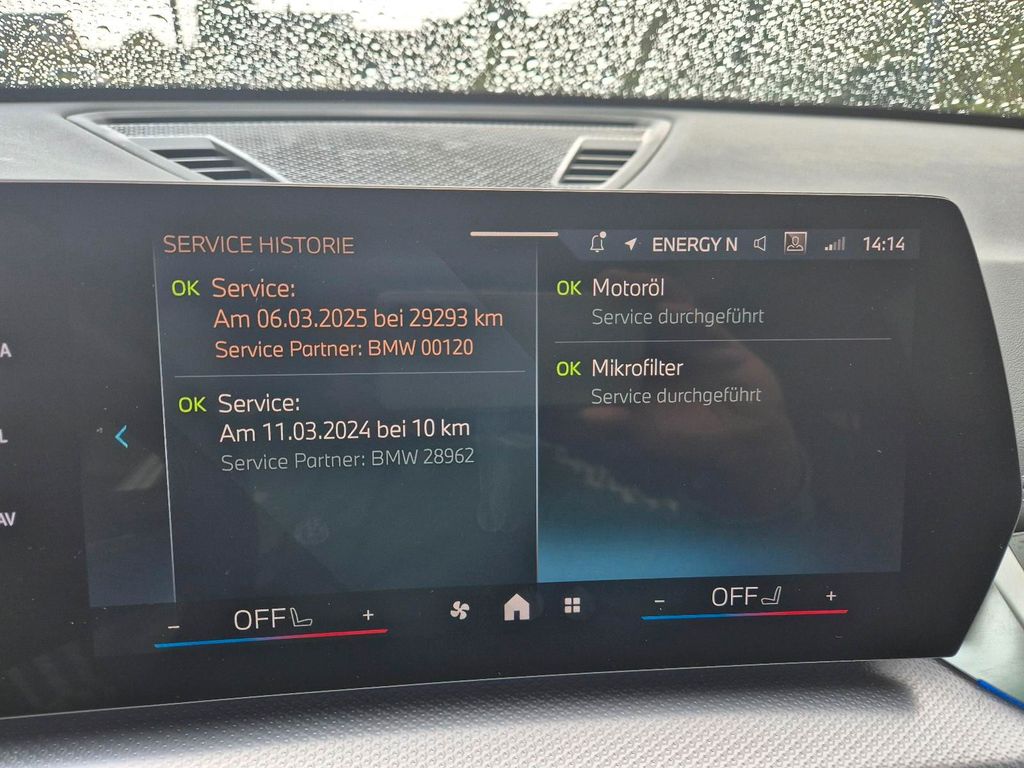 SERVICE HISTORIE
ENERGY N
14:14
OK Service:
Am 06.03.2025 bei 29293 km
Service Partner: BMW 00120
OK Service:
Am 11.03.2024 bei 10 km
Service Partner: BMW 28962
OK Motoröl
Service durchgeführt
OK Mikrofilter
Service durchgeführt
A
L
AV
- OFF +
- OFF +